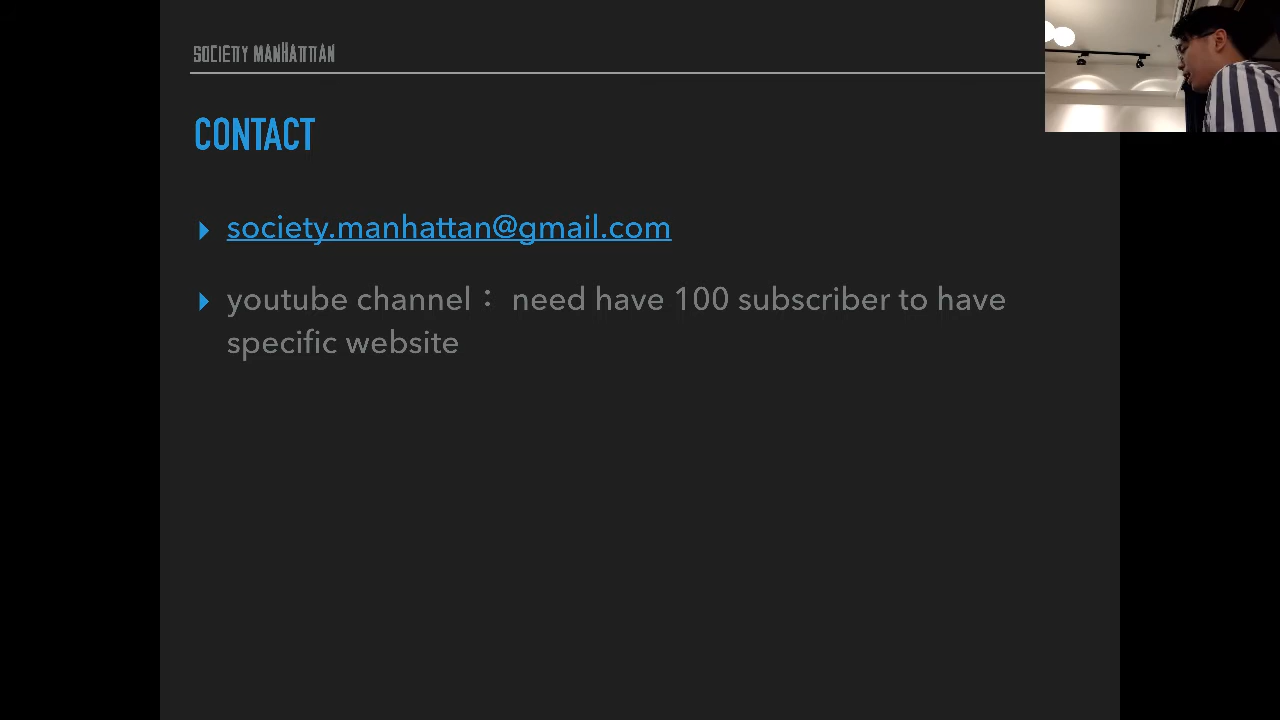 SOCIETY MANHATTAN
CONTACT
society.manhattan@gmail.com
youtube channel： need have 100 subscriber to have
specific website